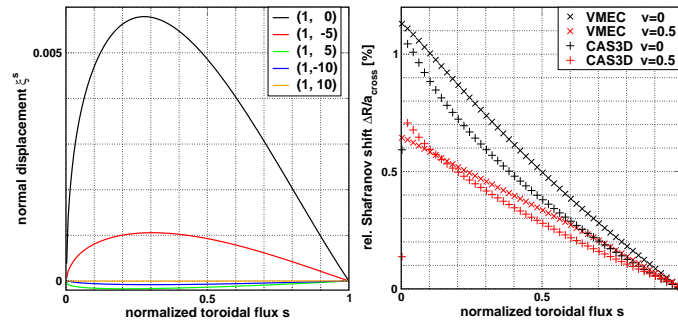 normal displacement ξˢ
0.005
0
(1, 0)
(1, -5)
(1, 5)
(1,-10)
(1, 10)
0
0.5
1
normalized toroidal flux s
rel. Shafranov shift ΔR/a_cross [%]
1
0.5
0
VMEC v=0
VMEC v=0.5
CAS3D v=0
CAS3D v=0.5
0
0.5
normalized toroidal flux s